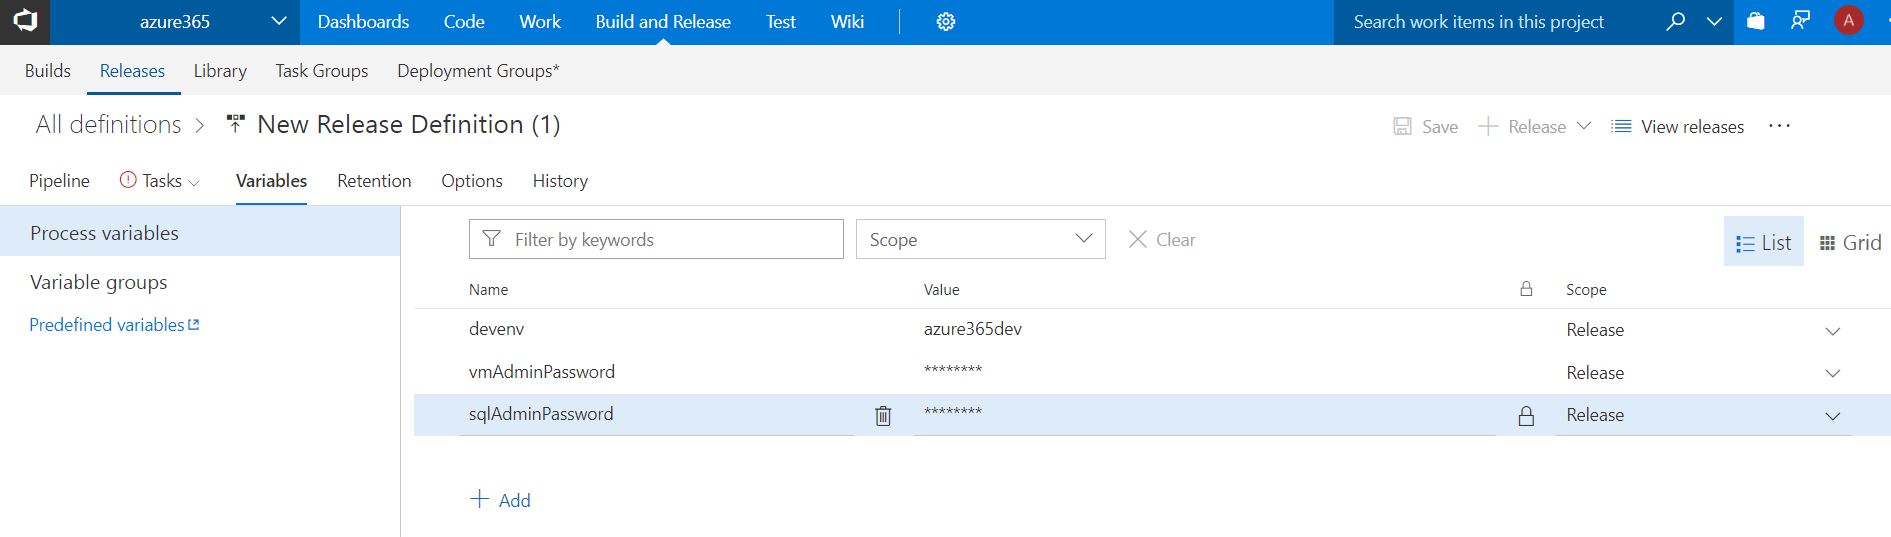 azure365 Dashboards Code Work Build and Release Test Wiki Search work items in this project A
Builds Releases Library Task Groups Deployment Groups*
All definitions > New Release Definition (1) Save + Release View releases ...
Pipeline Tasks Variables Retention Options History
Process variables
Variable groups
Predefined variables
Filter by keywords Scope Clear List Grid
Name Value Scope
devenv azure365dev Release
vmAdminPassword ******** Release
sqlAdminPassword ******** Release
+ Add